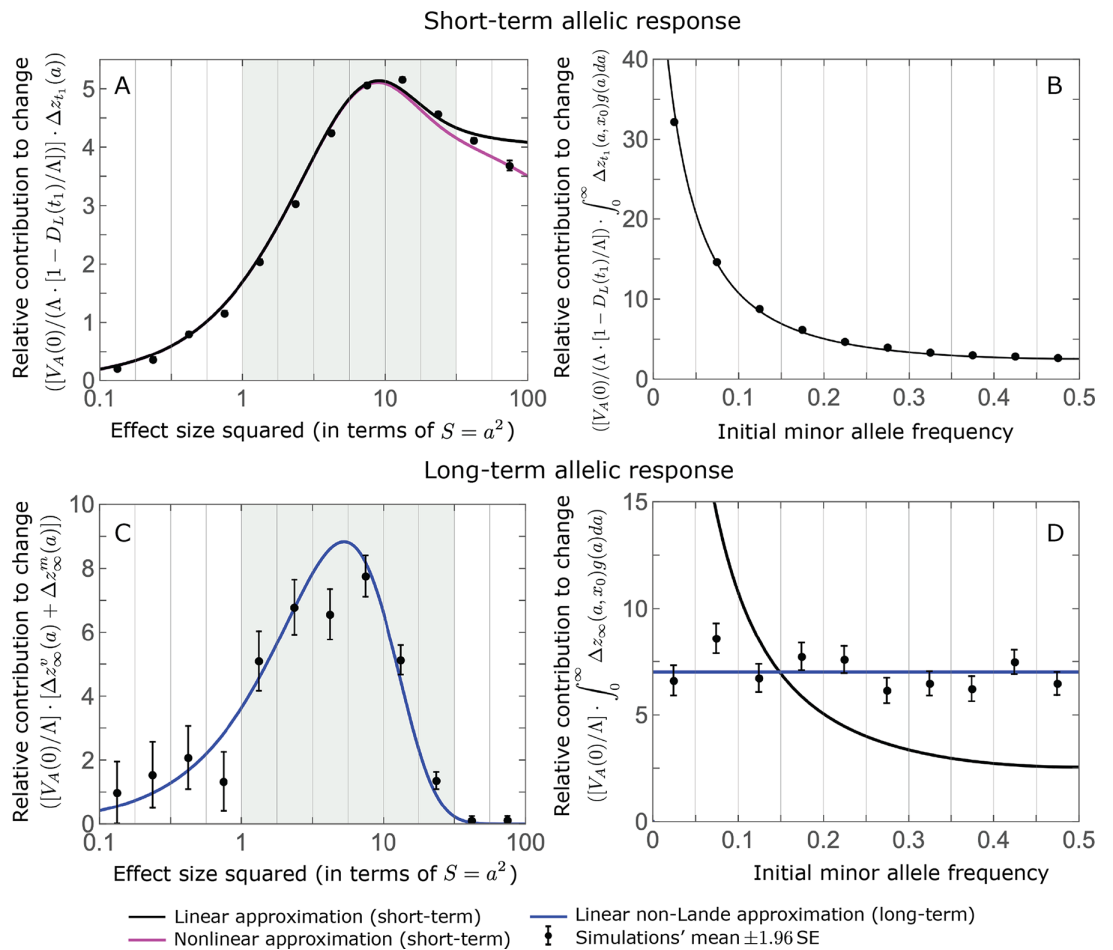 Short-term allelic response
Relative contribution to change
([V_A(0)/(Λ · [1 − D_L(t_1)/Λ])] · Δz_{t_1}(a))
A
5
4
3
2
1
0
0.1
1
10
100
Effect size squared (in terms of S = a²)
Relative contribution to change
([V_A(0)/(Λ · [1 − D_L(t_1)/Λ]) · ∫_0^∞ Δz_{t_1}(a, x_0)g(a)da)
B
40
30
20
10
0
0
0.1
0.2
0.3
0.4
0.5
Initial minor allele frequency
Long-term allelic response
Relative contribution to change
([V_A(0)/Λ] · [Δz_∞^v(a) + Δz_∞^m(a)])
C
10
8
6
4
2
0
0.1
1
10
100
Effect size squared (in terms of S = a²)
Relative contribution to change
([V_A(0)/Λ] · ∫_0^∞ Δz_∞(a, x_0)g(a)da)
D
15
10
5
0
0
0.1
0.2
0.3
0.4
0.5
Initial minor allele frequency
Linear approximation (short-term)
Linear non-Lande approximation (long-term)
Nonlinear approximation (short-term)
Simulations' mean ±1.96 SE